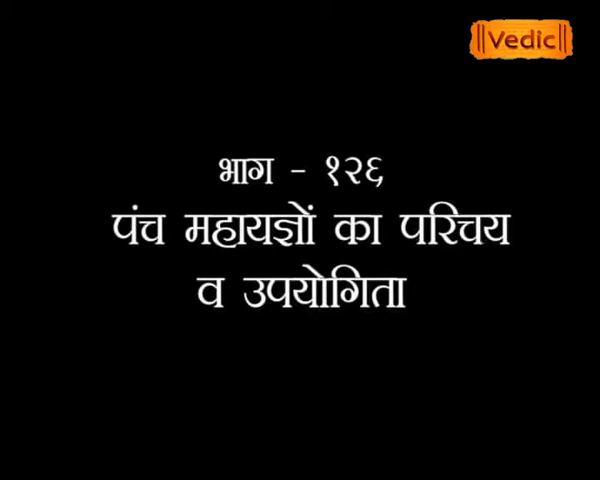 ||Vedic||
भाग - १२६
पंच महायज्ञों का परिचय
व उपयोगिता